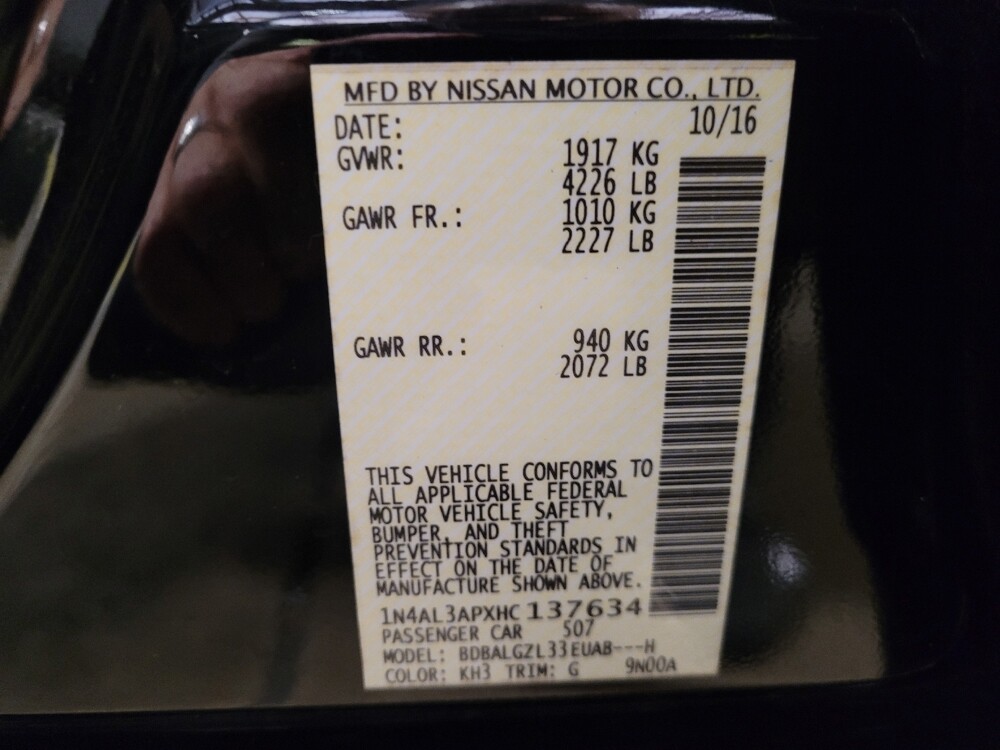 MFD BY NISSAN MOTOR CO., LTD.
DATE: 10/16
GVWR: 1917 KG
4226 LB
GAWR FR.: 1010 KG
2227 LB
GAWR RR.: 940 KG
2072 LB
THIS VEHICLE CONFORMS TO
ALL APPLICABLE FEDERAL
MOTOR VEHICLE SAFETY,
BUMPER, AND THEFT
PREVENTION STANDARDS IN
EFFECT ON THE DATE OF
MANUFACTURE SHOWN ABOVE.
1N4AL3APXHC 137634
PASSENGER CAR 507
MODEL: BDBALGZL33EUAB---H
COLOR: KH3 TRIM: G 9N00A